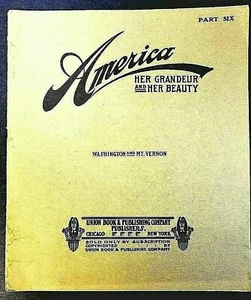 PART SIX
America
HER GRANDEUR
AND HER BEAUTY
WASHINGTON AND MT. VERNON
UNION BOOK & PUBLISHING COMPANY
PUBLISHERS.
CHICAGO NEW YORK
SOLD ONLY BY SUBSCRIPTION
COPYRIGHTED BY
UNION BOOK & PUBLISHING COMPANY